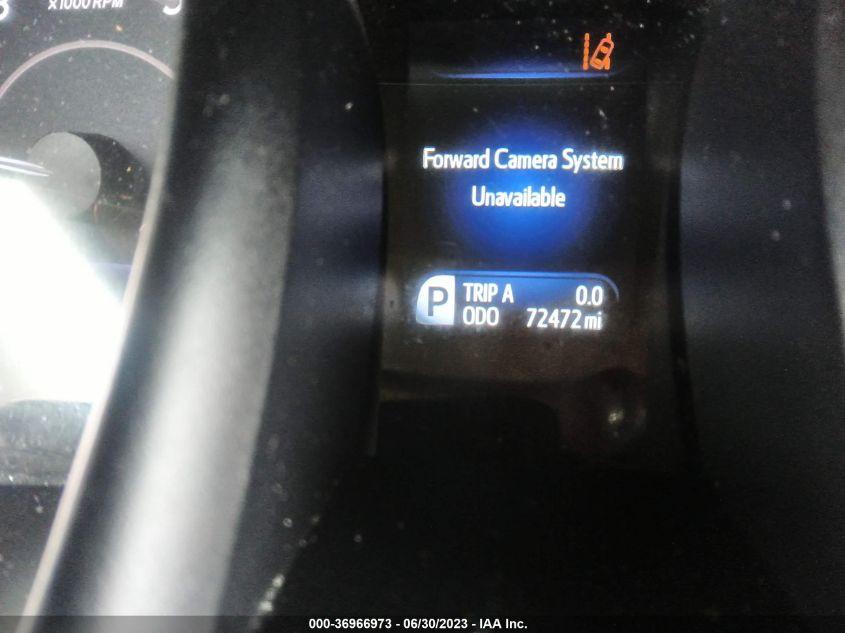 x1000 RPM
Forward Camera System
Unavailable
P
TRIP A 0.0
ODO 72472 mi
000-36966973 - 06/30/2023 - IAA Inc.